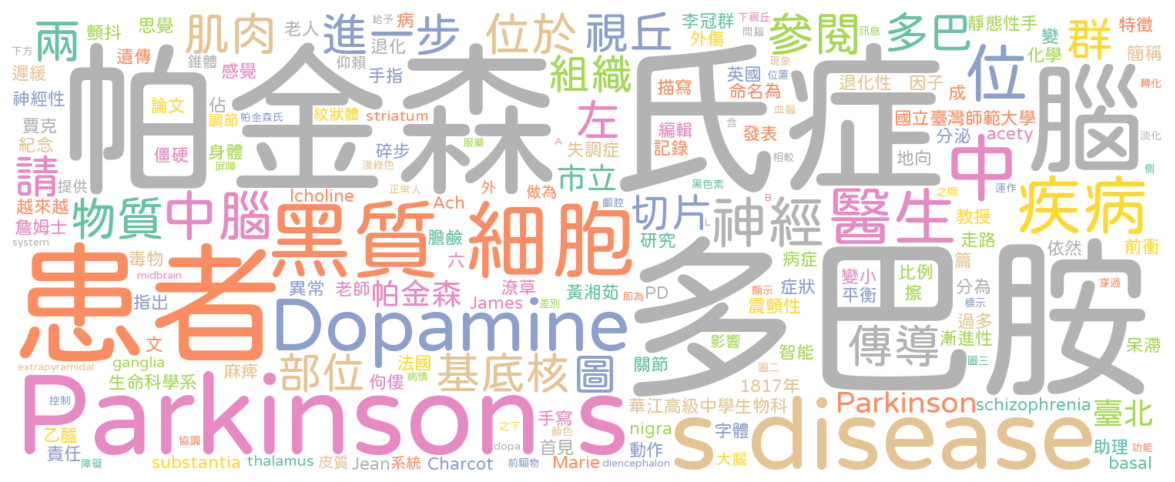 下方 兩 顫抖 思覺 肌肉 老人 給予 病 進一步 位於 視丘 李冠群 下視丘 參閱 訊息 多巴 靜態性手 變 群 特徵
遲緩 遺傳 錐體 感覺 退化 仰賴 手指 組織 外傷 間腦 現象 位置 英國 化學 簡稱
神經性 帕金森氏症 論文 佔 調節 紋狀體 striatum 描寫 命名為 血腦 退化性 因子 位 成 腦 轉化
賈克 紀念 帕金森氏 僵硬 身體 屏障 碎步 淺綠色 服藥 A 左 失調症 編輯 記錄 發表 含 國立臺灣師範大學 分泌 acety 淡化
請 提供 正常人 外 做為 市立 黑色素 相較 地向 中 之間 運作 側
越來越 物質 中腦 lcholine Ach 顱腔 切片 L 神經 B 醫生 教授 疾病
詹姆士 黑質 細胞 膽鹼 研究 走路 前衝
system 毒物 六 病症 篇 依然
midbrain 患者 異常 老師 帕金森 潦草 黃湘茹 PD 多巴胺 顯示 症狀 變小 平衡 比例 擦 分為 穿過
指出 James 差別 即為 震顫性 標示 過多
文 Dopamine 影響 傳導 漸進性 呆滯
extrapyramidal ganglia 麻痺 部位 法國 病情 基底核 圖 關節 智能 圖二 圖三
生命科學系 佝僂 1817年
控制 Parkinson s 手寫 華江高級中學生物科 Parkinson schizophrenia 臺北
乙醯 協調 之下 顏色 首見 nigra 字體 s disease 動作 助理 功能
責任 障礙 substantia thalamus 皮質 Jean 系統 Charcot dopa 前驅物 Marie diencephalon 大腦 basal